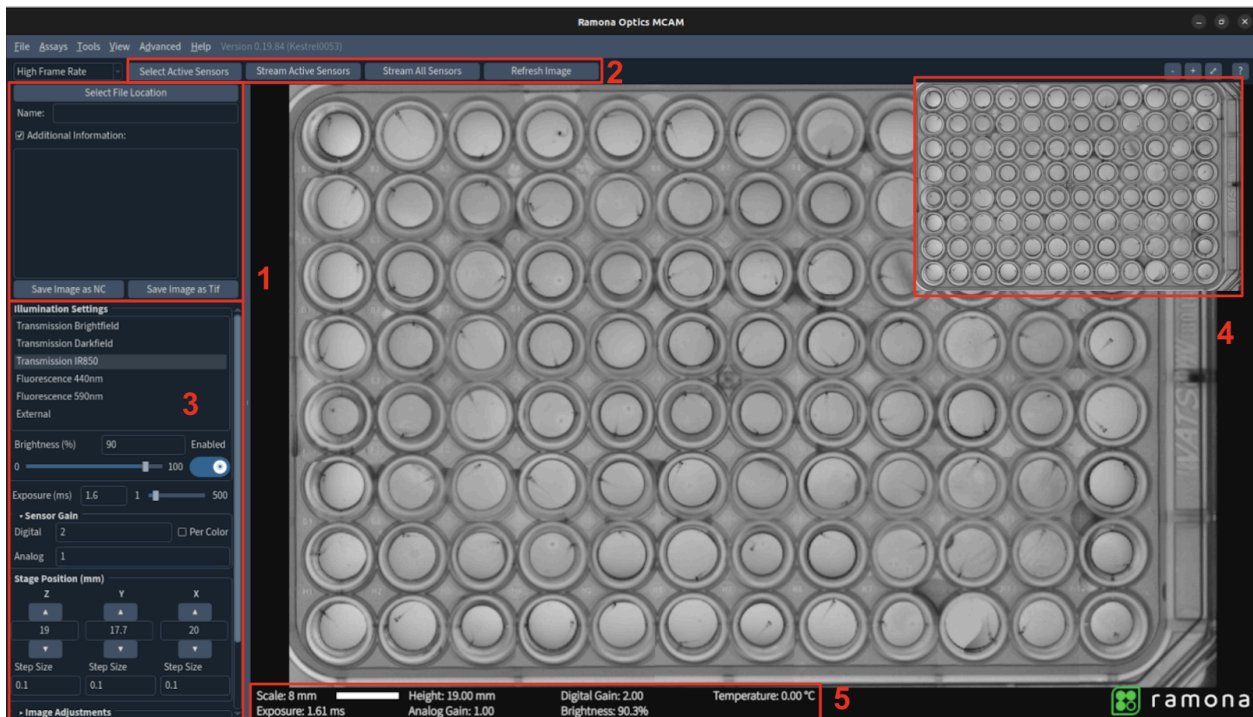 Ramona Optics MCAM
File Assays Tools View Advanced Help Version 0.19.84 (Kestrel0053)
High Frame Rate Select Active Sensors Stream Active Sensors Stream All Sensors Refresh Image 2 - + ?
Select File Location
Name:
Additional Information:
1
Save Image as NC Save Image as Tif
Illumination Settings
Transmission Brightfield
4
Transmission Darkfield
Transmission IR850
Fluorescence 440nm
Fluorescence 590nm
3
External
Brightness (%) 90 Enabled
0 100
Exposure (ms) 1.6 1 500
Sensor Gain
Digital 2 Per Color
Analog 1
Stage Position (mm)
Z Y X
19 17.7 20
Step Size Step Size Step Size
0.1 0.1 0.1
Image Adjustments
Scale: 8 mm Height: 19.00 mm Digital Gain: 2.00 Temperature: 0.00 °C 5
Exposure: 1.61 ms Analog Gain: 1.00 Brightness: 90.3%
ramona